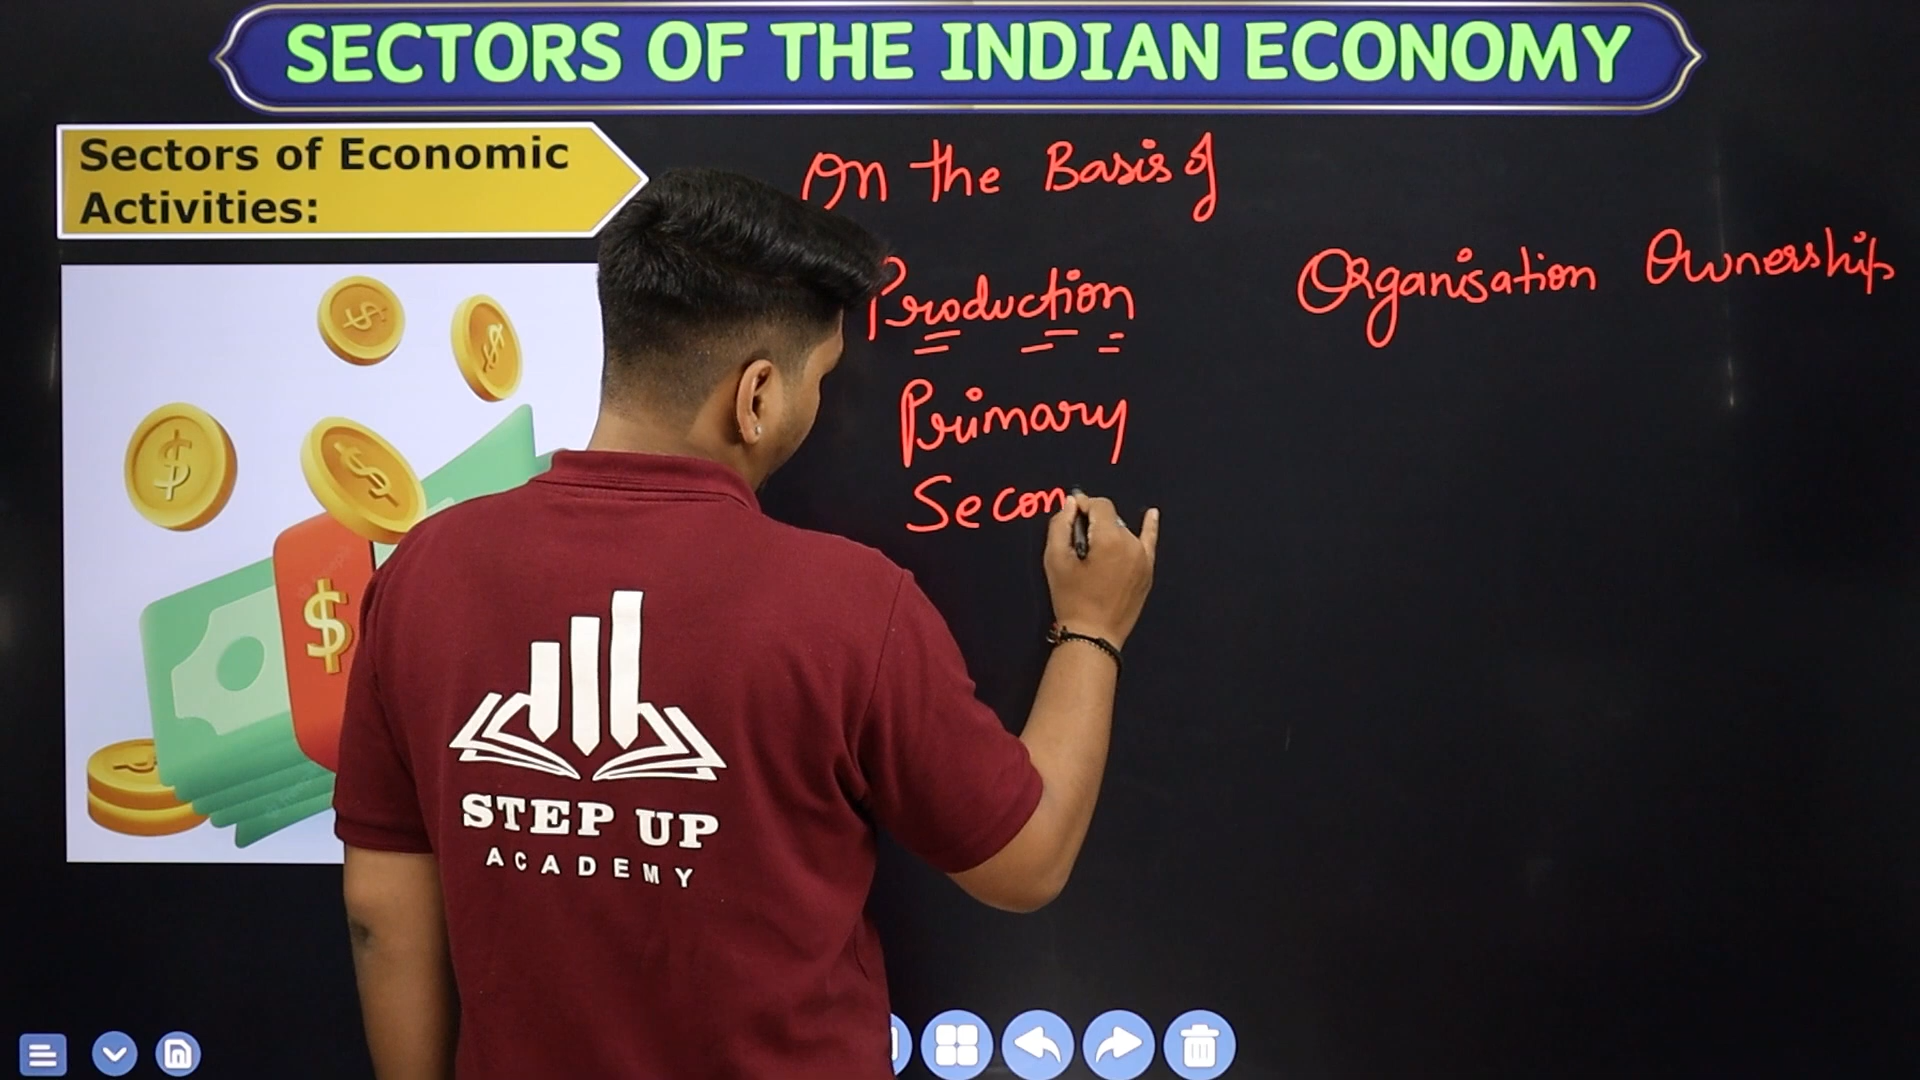 SECTORS OF THE INDIAN ECONOMY
Sectors of Economic
Activities:
On the Basis of
Production
Organisation
Ownership
Primary
Secon
STEP UP
ACADEMY